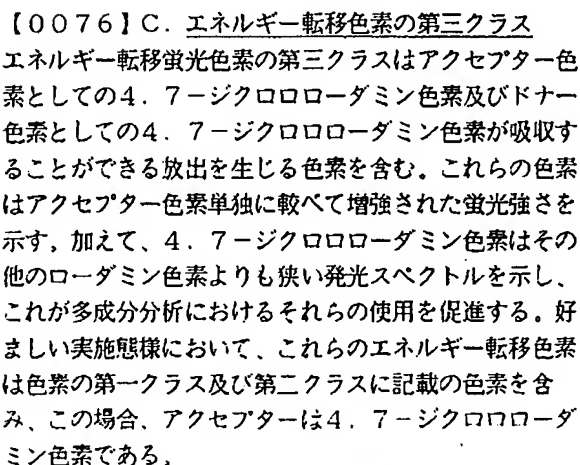 【0076】C．エネルギー転移色素の第三クラス
エネルギー転移蛍光色素の第三クラスはアクセプター色
素としての4．7－ジクロロローダミン色素及びドナー
色素としての4．7－ジクロロローダミン色素が吸収す
ることができる放出を生じる色素を含む。これらの色素
はアクセプター色素単独に較べて増強された蛍光強さを
示す。加えて、4．7－ジクロロローダミン色素はその
他のローダミン色素よりも狭い発光スペクトルを示し、
これが多成分分析におけるそれらの使用を促進する。好
ましい実施態様において、これらのエネルギー転移色素
は色素の第一クラス及び第二クラスに記載の色素を含
み、この場合、アクセプターは4．7－ジクロロローダ
ミン色素である。